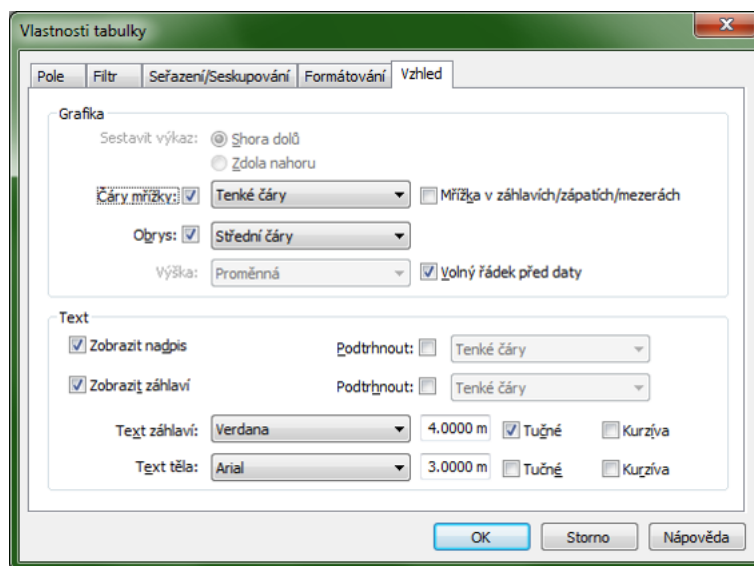 Vlastnosti tabulky
Pole Filtr Seřazení/Seskupování Formátování Vzhled
Grafika
Sestavit výkaz: Shora dolů
Zdola nahoru
Čáry mřížky: Tenké čáry Mřížka v záhlavích/zápatích/mezerách
Obrys: Střední čáry
Výška: Proměnná Volný řádek před daty
Text
Zobrazit nadpis Podtrhnout: Tenké čáry
Zobrazit záhlaví Podtrhnout: Tenké čáry
Text záhlaví: Verdana 4.0000 m Tučné Kurzíva
Text těla: Arial 3.0000 m Tučné Kurzíva
OK Storno Nápověda